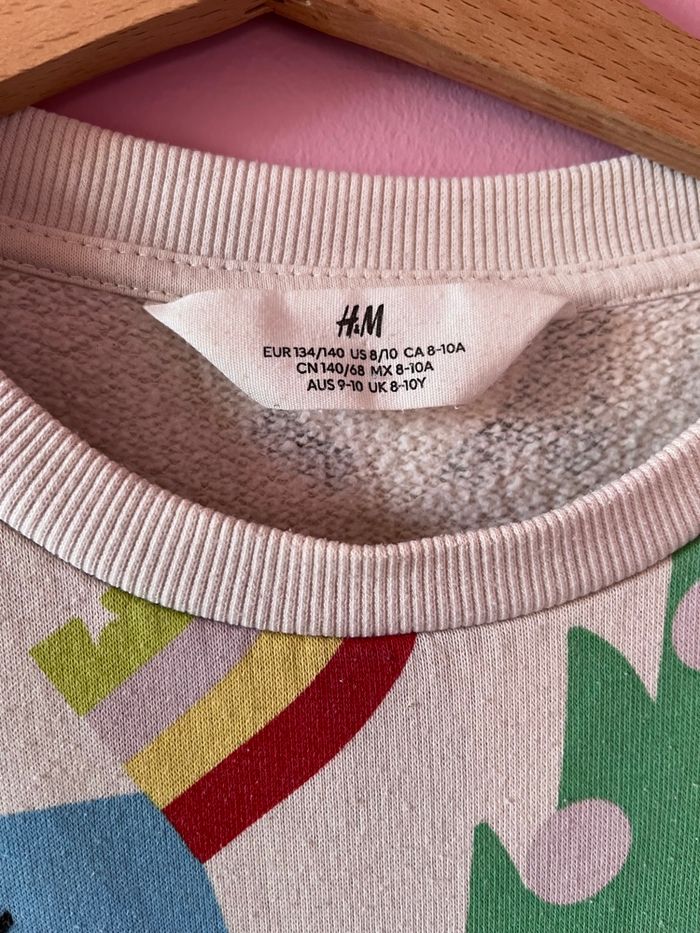 H&M
EUR 134/140 US 8/10 CA 8-10A
CN 140/68 MX 8-10A
AUS 9-10 UK 8-10Y